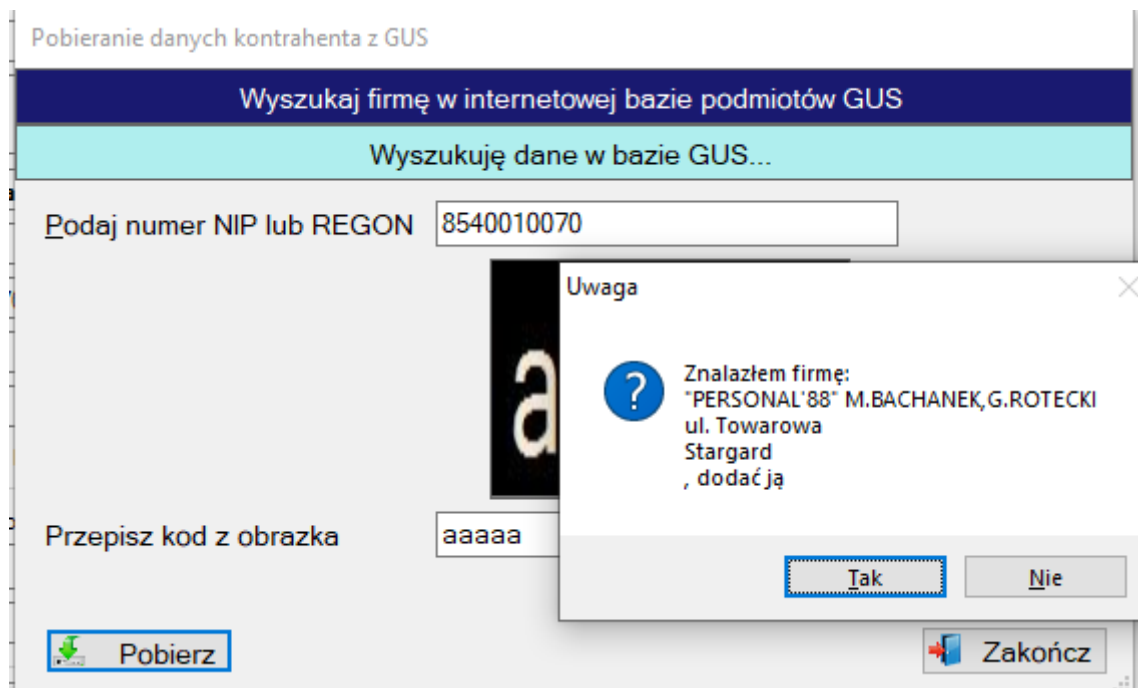 Pobieranie danych kontrahenta z GUS
Wyszukaj firmę w internetowej bazie podmiotów GUS
Wyszukuję dane w bazie GUS...
Podaj numer NIP lub REGON
8540010070
a
Uwaga
Znalazłem firmę:
"PERSONAL'88" M.BACHANEK,G.ROTECKI
ul. Towarowa
Stargard
, dodać ją
Tak
Nie
Przepisz kod z obrazka
aaaaa
Pobierz
Zakończ